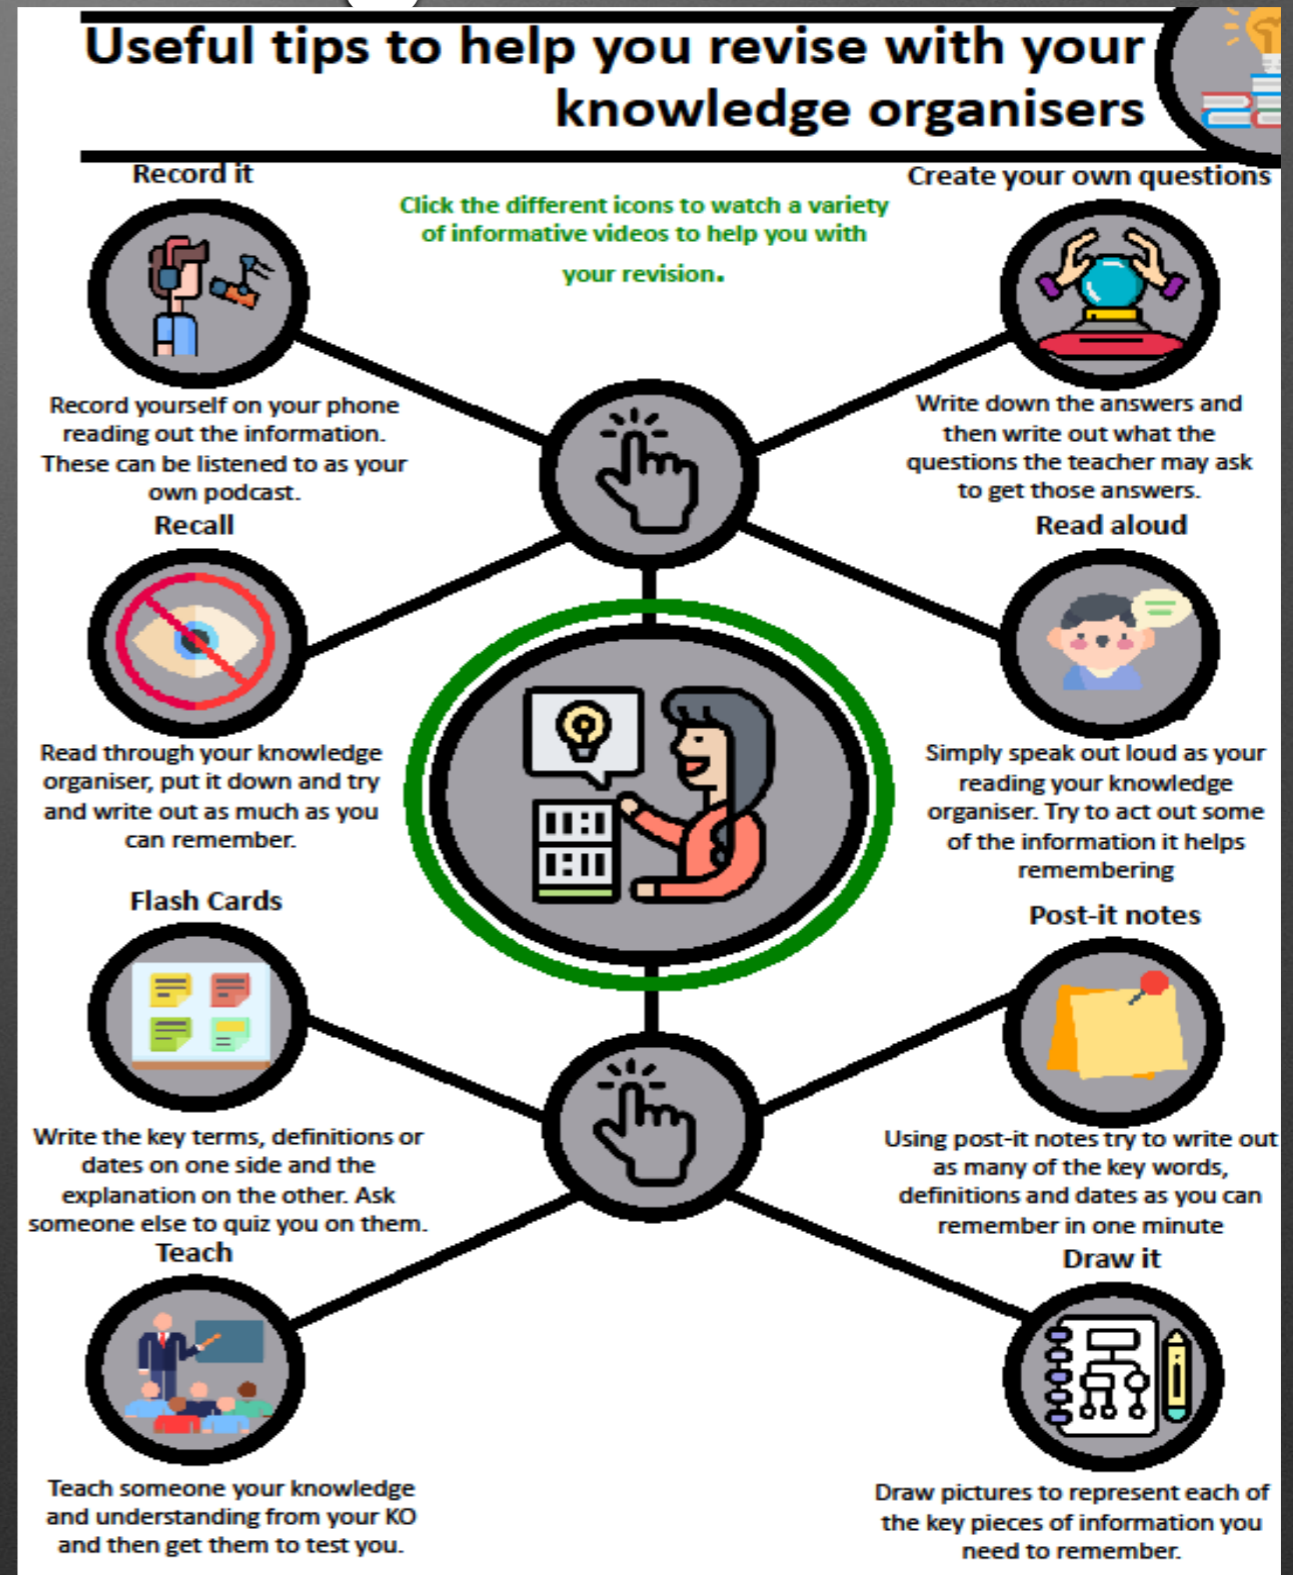 Useful tips to help you revise with your
knowledge organisers
Record it
Click the different icons to watch a variety
of informative videos to help you with
your revision.
Create your own questions
Record yourself on your phone
reading out the information.
These can be listened to as your
own podcast.
Write down the answers and
then write out what the
questions the teacher may ask
to get those answers.
Recall
Read aloud
Read through your knowledge
organiser, put it down and try
and write out as much as you
can remember.
Simply speak out loud as your
reading your knowledge
organiser. Try to act out some
of the information it helps
remembering
Flash Cards
Post-it notes
Write the key terms, definitions or
dates on one side and the
explanation on the other. Ask
someone else to quiz you on them.
Using post-it notes try to write out
as many of the key words,
definitions and dates as you can
remember in one minute
Teach
Draw it
Teach someone your knowledge
and understanding from your KO
and then get them to test you.
Draw pictures to represent each of
the key pieces of information you
need to remember.